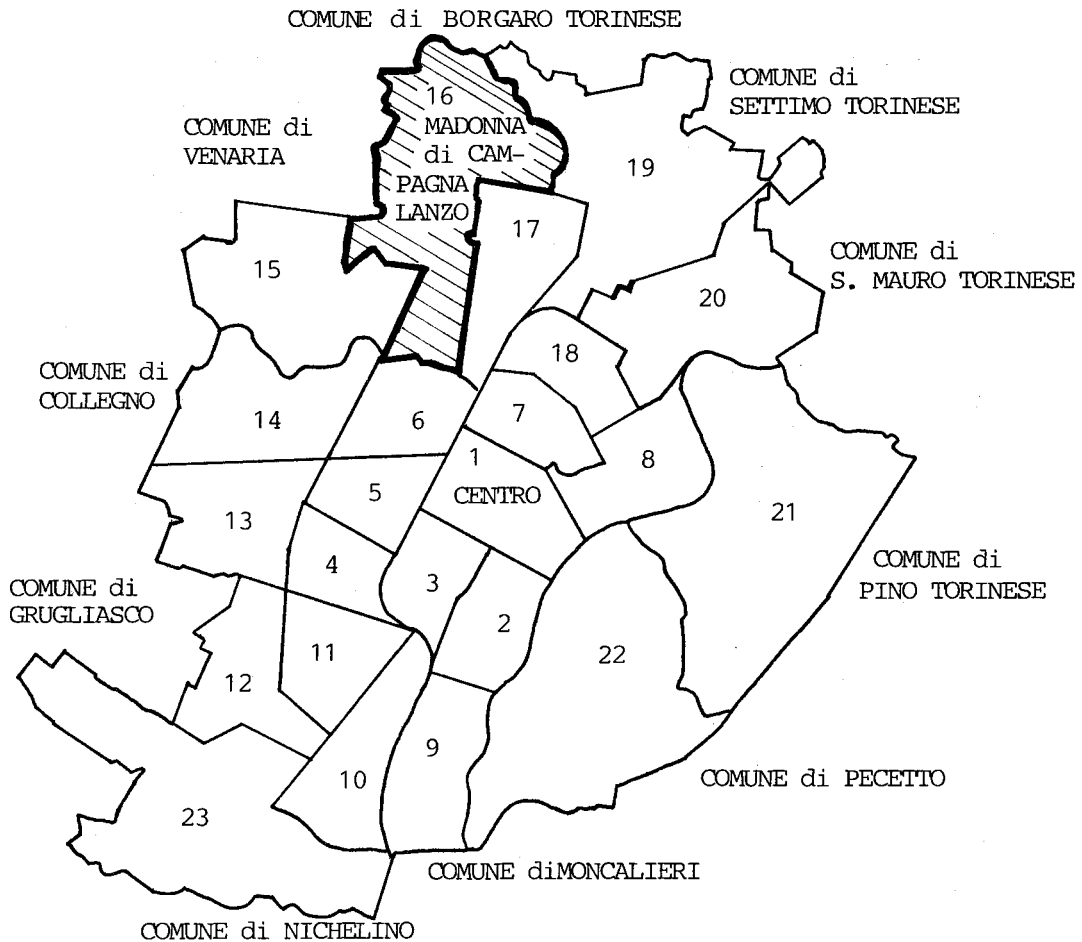 COMUNE di BORGARO TORINESE
COMUNE di
SETTIMO TORINESE
16
MADONNA
di CAM-
PAGNA
LANZO
COMUNE di
VENARIA
19
17
COMUNE di
S. MAURO TORINESE
15
20
18
COMUNE di
COLLEGNO
14
6
7
1
CENTRO
8
5
13
21
4
3
COMUNE di
PINO TORINESE
COMUNE di
GRUGLIASCO
2
11
22
12
9
10
COMUNE di PECETTO
23
COMUNE diMONCALIERI
COMUNE di NICHELINO